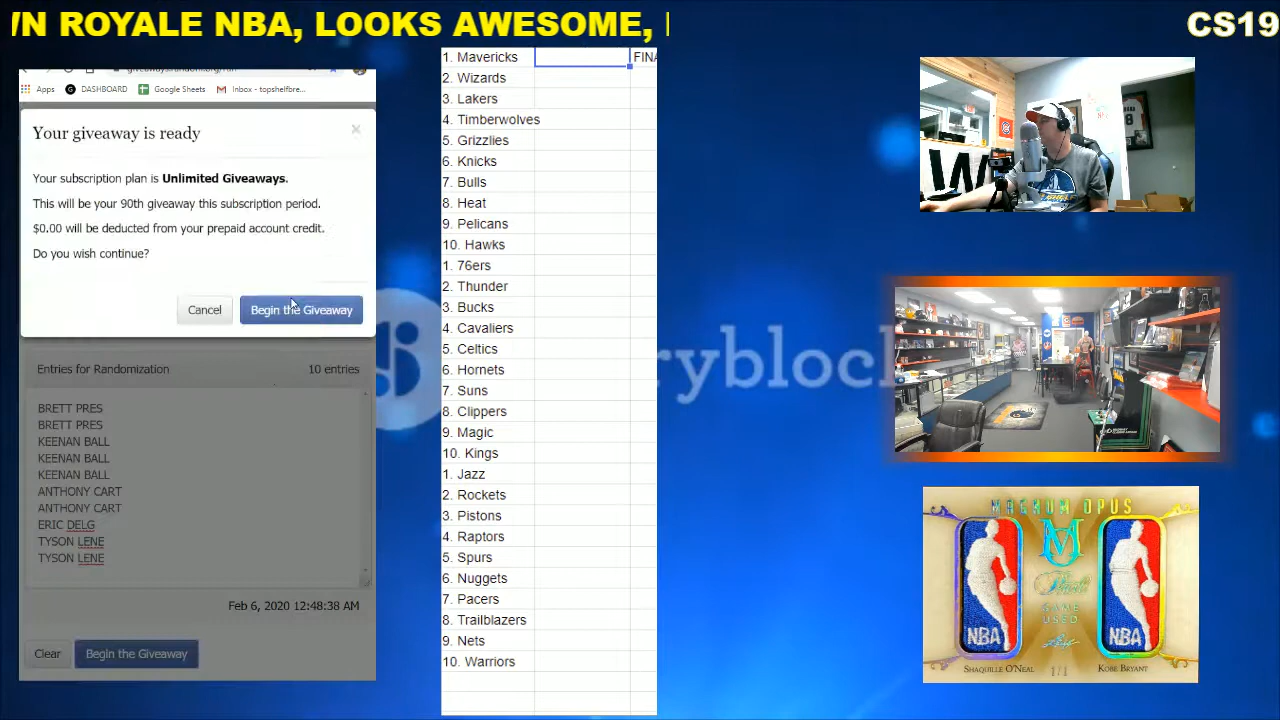 WN ROYALE NBA, LOOKS AWESOME,
CS19
Apps
DASHBOARD
Google Sheets
Inbox - topshelfbre...
Your giveaway is ready
Your subscription plan is Unlimited Giveaways.
This will be your 90th giveaway this subscription period.
$0.00 will be deducted from your prepaid account credit.
Do you wish continue?
Cancel
Begin the Giveaway
Entries for Randomization
10 entries
BRETT PRES
BRETT PRES
KEENAN BALL
KEENAN BALL
KEENAN BALL
ANTHONY CART
ANTHONY CART
ERIC DELG
TYSON LENE
TYSON LENE
Feb 6, 2020 12:48:38 AM
Clear
Begin the Giveaway
1. Mavericks
FINA
2. Wizards
3. Lakers
4. Timberwolves
5. Grizzlies
6. Knicks
7. Bulls
8. Heat
9. Pelicans
10. Hawks
1. 76ers
2. Thunder
3. Bucks
4. Cavaliers
5. Celtics
6. Hornets
7. Suns
8. Clippers
9. Magic
10. Kings
1. Jazz
2. Rockets
3. Pistons
4. Raptors
5. Spurs
6. Nuggets
7. Pacers
8. Trailblazers
9. Nets
10. Warriors
ryblock
W
8
MAGNUM OPUS
MO
GAME
USED
NBA
NBA
SHAQUILLE O'NEAL
1/1
KOBE BRYANT